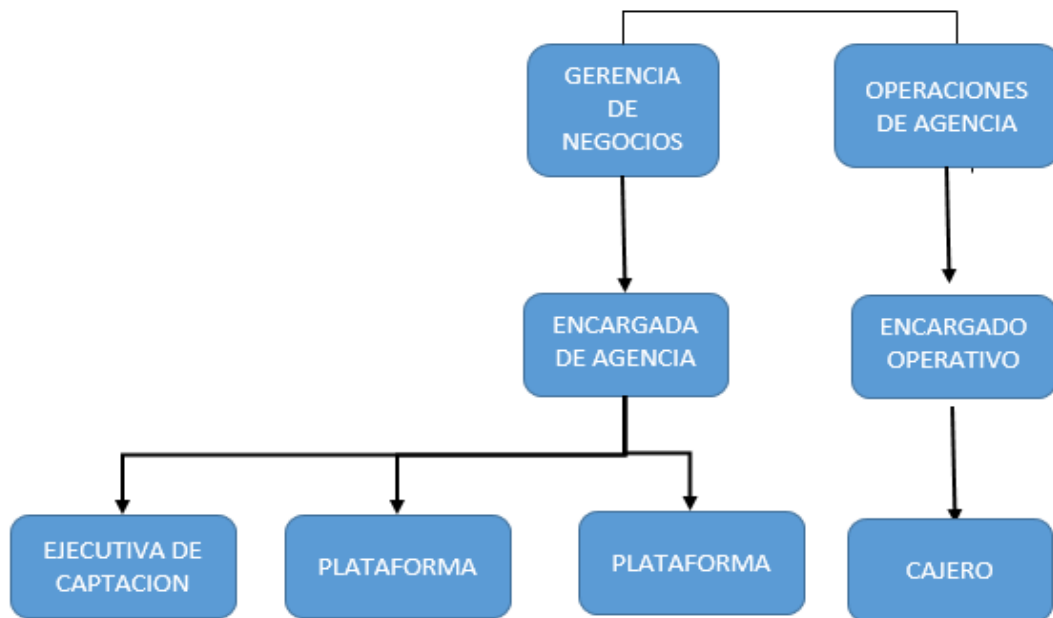 GERENCIA
DE
NEGOCIOS
OPERACIONES
DE AGENCIA
ENCARGADA
DE AGENCIA
ENCARGADO
OPERATIVO
EJECUTIVA DE
CAPTACION
PLATAFORMA
PLATAFORMA
CAJERO